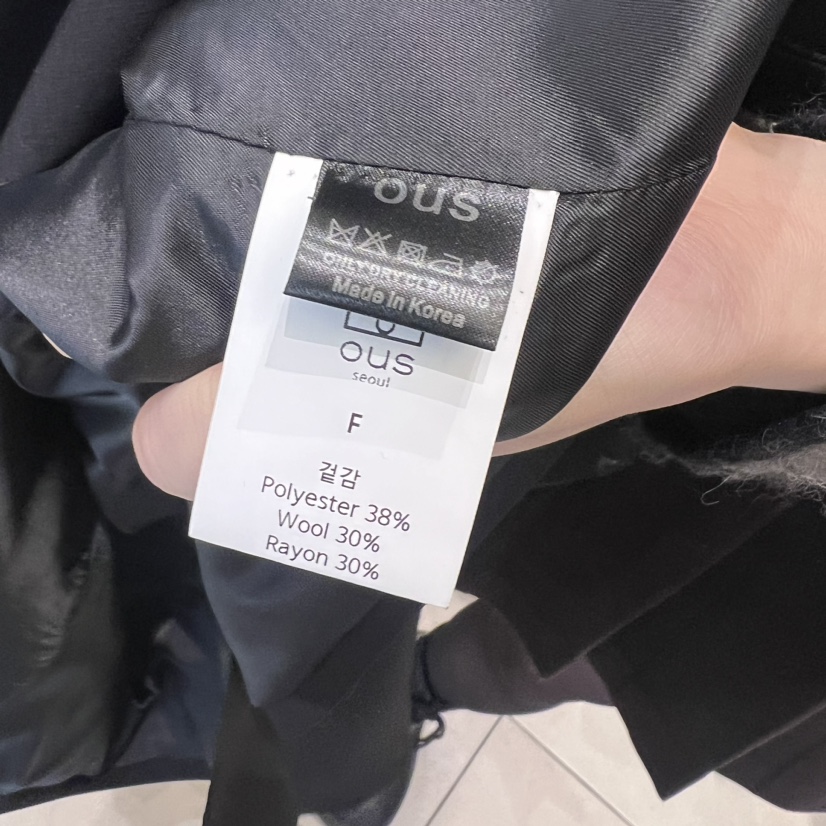 ous
ONLY DRY CLEANING
Made in Korea
ous
seoul
F
겉감
Polyester 38%
Wool 30%
Rayon 30%